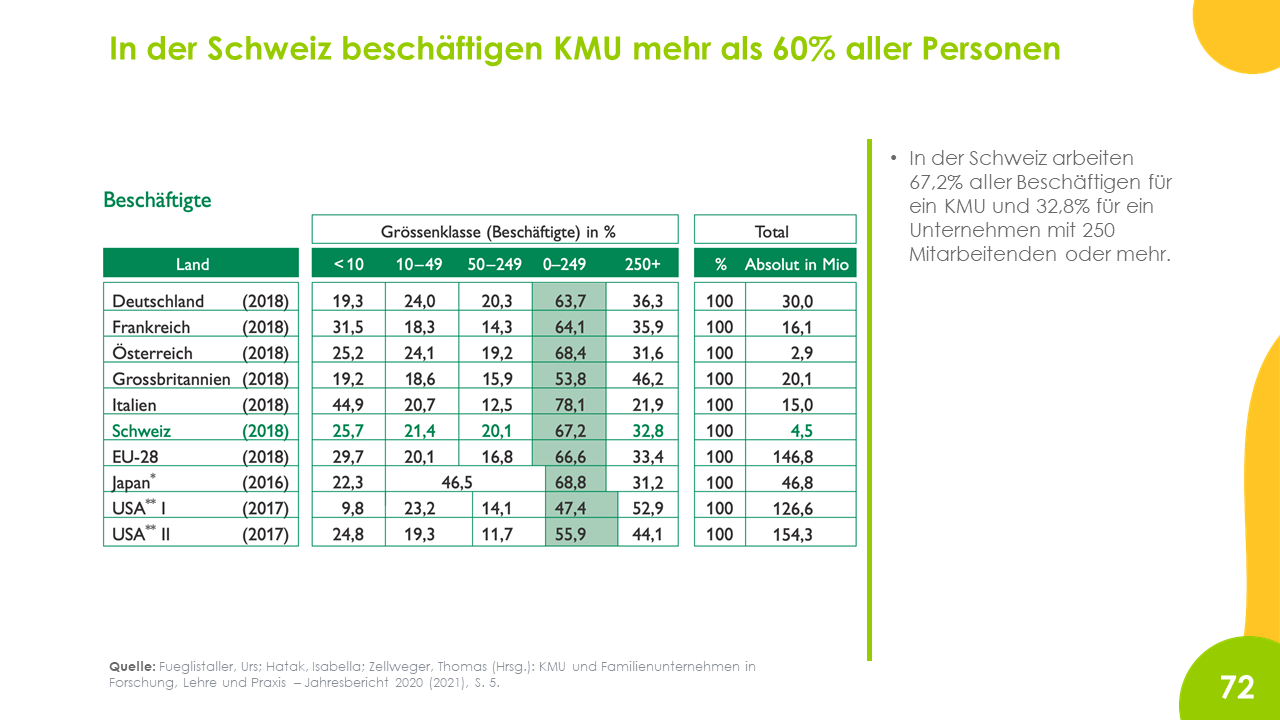 In der Schweiz beschäftigen KMU mehr als 60% aller Personen
Beschäftigte
Grössenklasse (Beschäftigte) in % Total
Land <10 10–49 50–249 0–249 250+ % Absolut in Mio
Deutschland (2018) 19,3 24,0 20,3 63,7 36,3 100 30,0
Frankreich (2018) 31,5 18,3 14,3 64,1 35,9 100 16,1
Österreich (2018) 25,2 24,1 19,2 68,4 31,6 100 2,9
Grossbritannien (2018) 19,2 18,6 15,9 53,8 46,2 100 20,1
Italien (2018) 44,9 20,7 12,5 78,1 21,9 100 15,0
Schweiz (2018) 25,7 21,4 20,1 67,2 32,8 100 4,5
EU-28 (2018) 29,7 20,1 16,8 66,6 33,4 100 146,8
Japan* (2016) 22,3 46,5 68,8 31,2 100 46,8
USA** I (2017) 9,8 23,2 14,1 47,4 52,9 100 126,6
USA** II (2017) 24,8 19,3 11,7 55,9 44,1 100 154,3
• In der Schweiz arbeiten
67,2% aller Beschäftigen für
ein KMU und 32,8% für ein
Unternehmen mit 250
Mitarbeitenden oder mehr.
Quelle: Fueglistaller, Urs; Hatak, Isabella; Zellweger, Thomas (Hrsg.): KMU und Familienunternehmen in
Forschung, Lehre und Praxis – Jahresbericht 2020 (2021), S. 5.
72